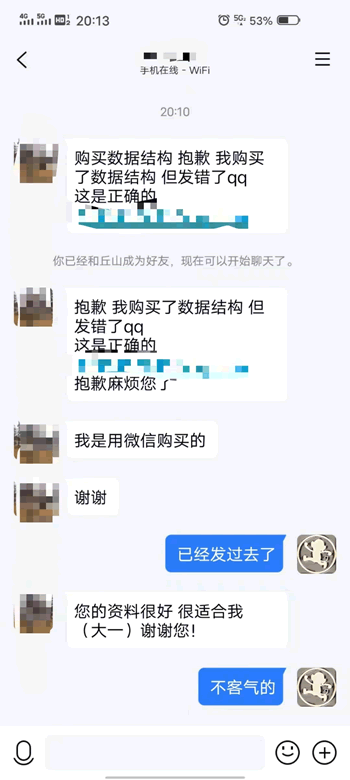 4G 5G HD 1 2 20:13 5G 53%
手机在线 - WiFi
20:10
购买数据结构 抱歉 我购买
了数据结构 但发错了qq
这是正确的
你已经和丘山成为好友，现在可以开始聊天了。
抱歉 我购买了数据结构 但
发错了qq
这是正确的
抱歉麻烦您
我是用微信购买的
谢谢
已经发过去了
您的资料很好 很适合我
（大一）谢谢您！
不客气的